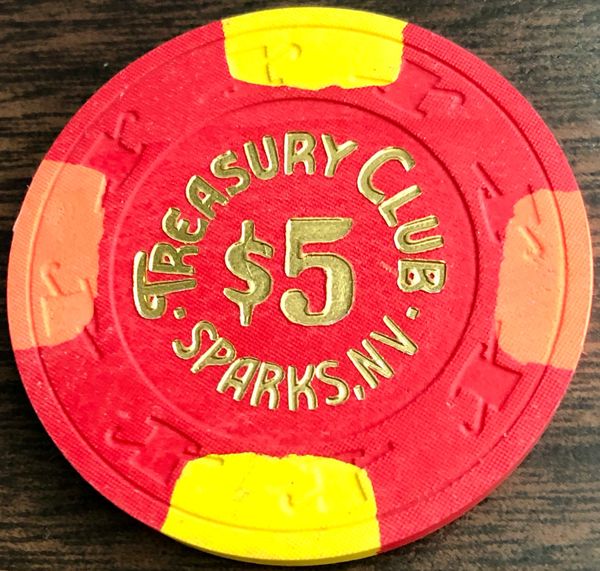 TREASURY CLUB
$5
· SPARKS, NV ·